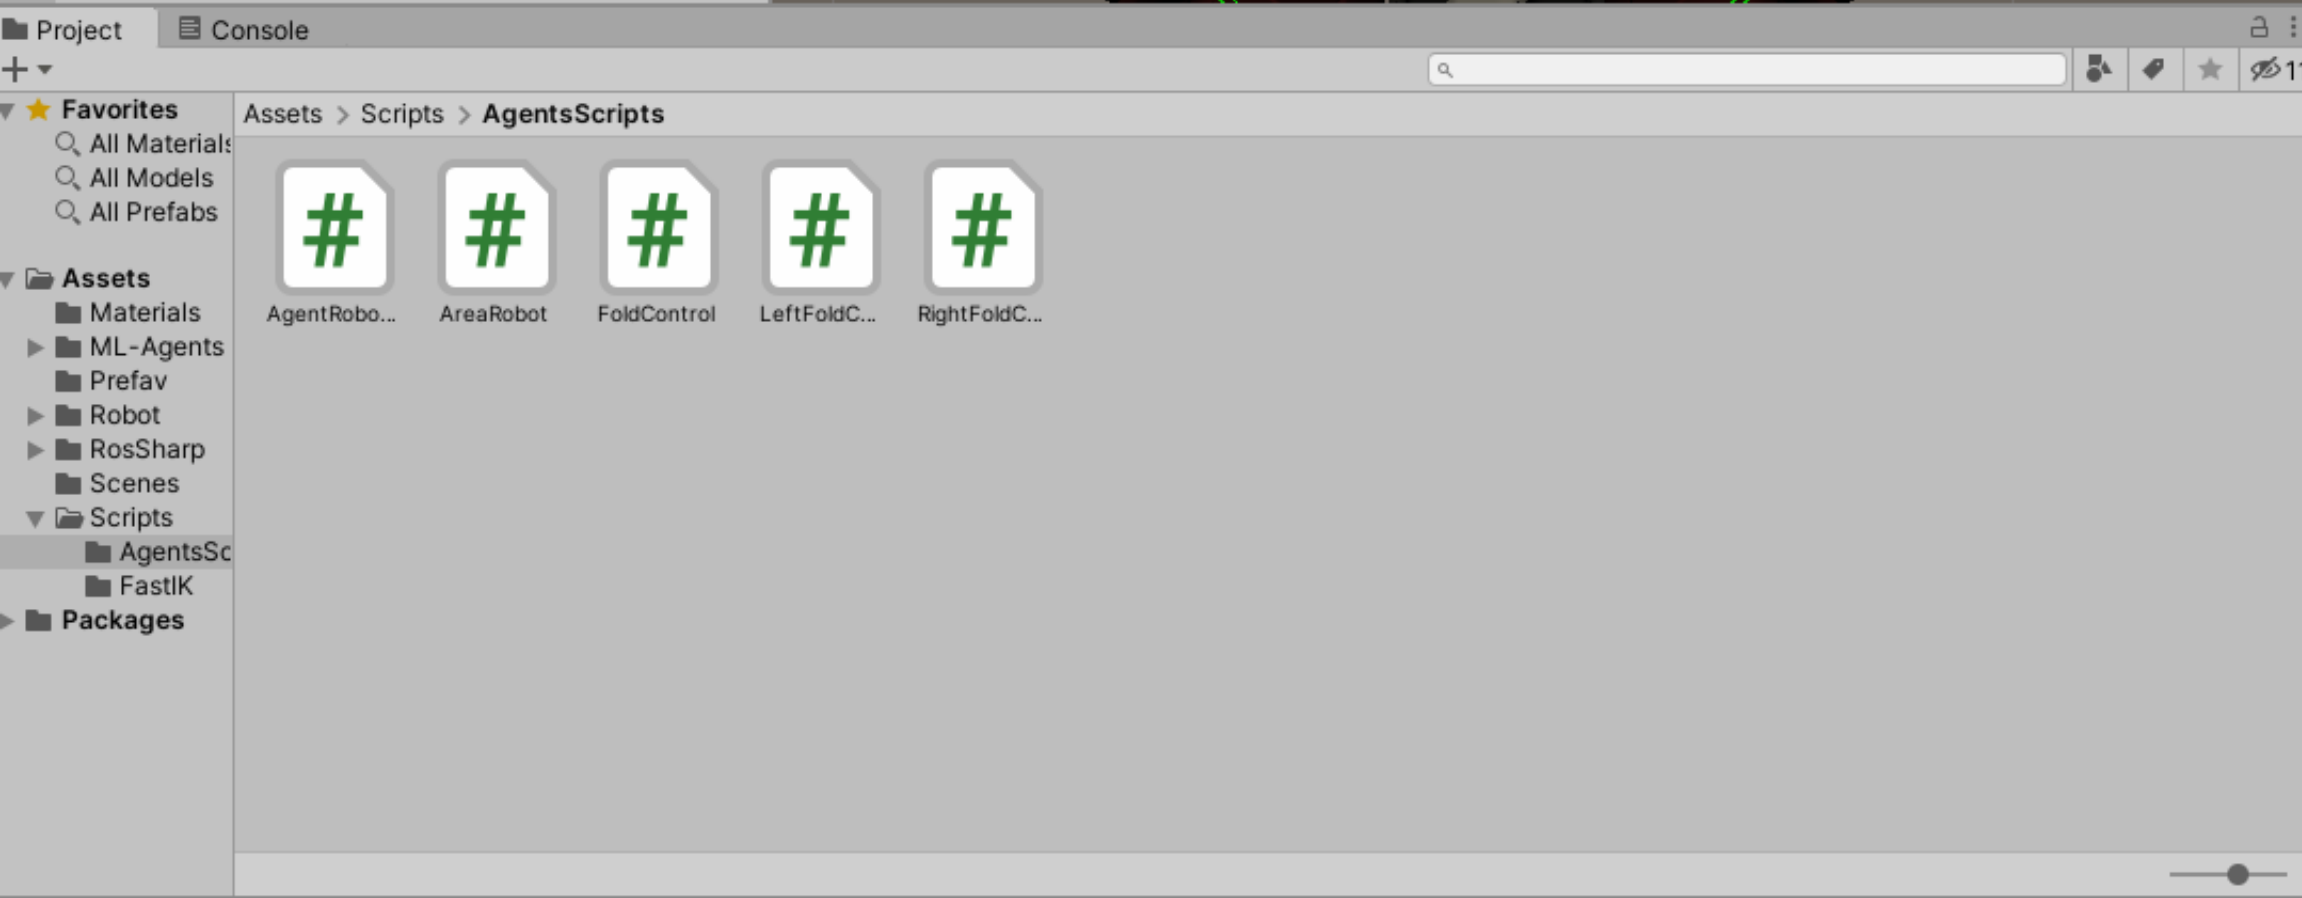 Project
Console
11
Favorites
All Materials
All Models
All Prefabs
Assets
Materials
ML-Agents
Prefav
Robot
RosSharp
Scenes
Scripts
AgentsSc
FastIK
Packages
Assets > Scripts > AgentsScripts
AgentRobo...
AreaRobot
FoldControl
LeftFoldC...
RightFoldC...